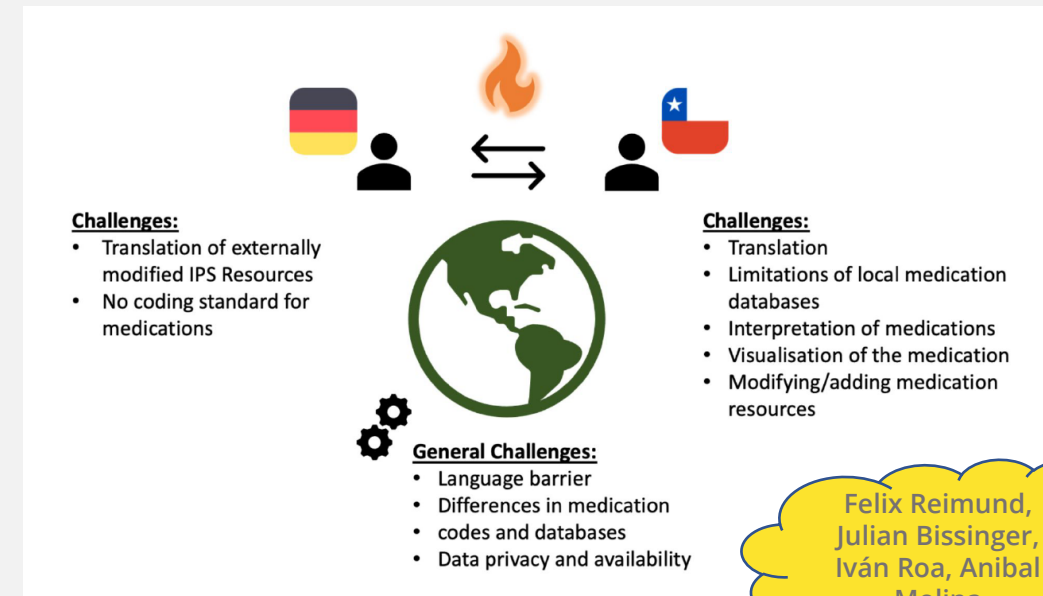 Challenges:
• Translation of externally
modified IPS Resources
• No coding standard for
medications
Challenges:
• Translation
• Limitations of local medication
databases
• Interpretation of medications
• Visualisation of the medication
• Modifying/adding medication
resources
General Challenges:
• Language barrier
• Differences in medication
• codes and databases
• Data privacy and availability
Felix Reimund,
Julian Bissinger,
Iván Roa, Anibal